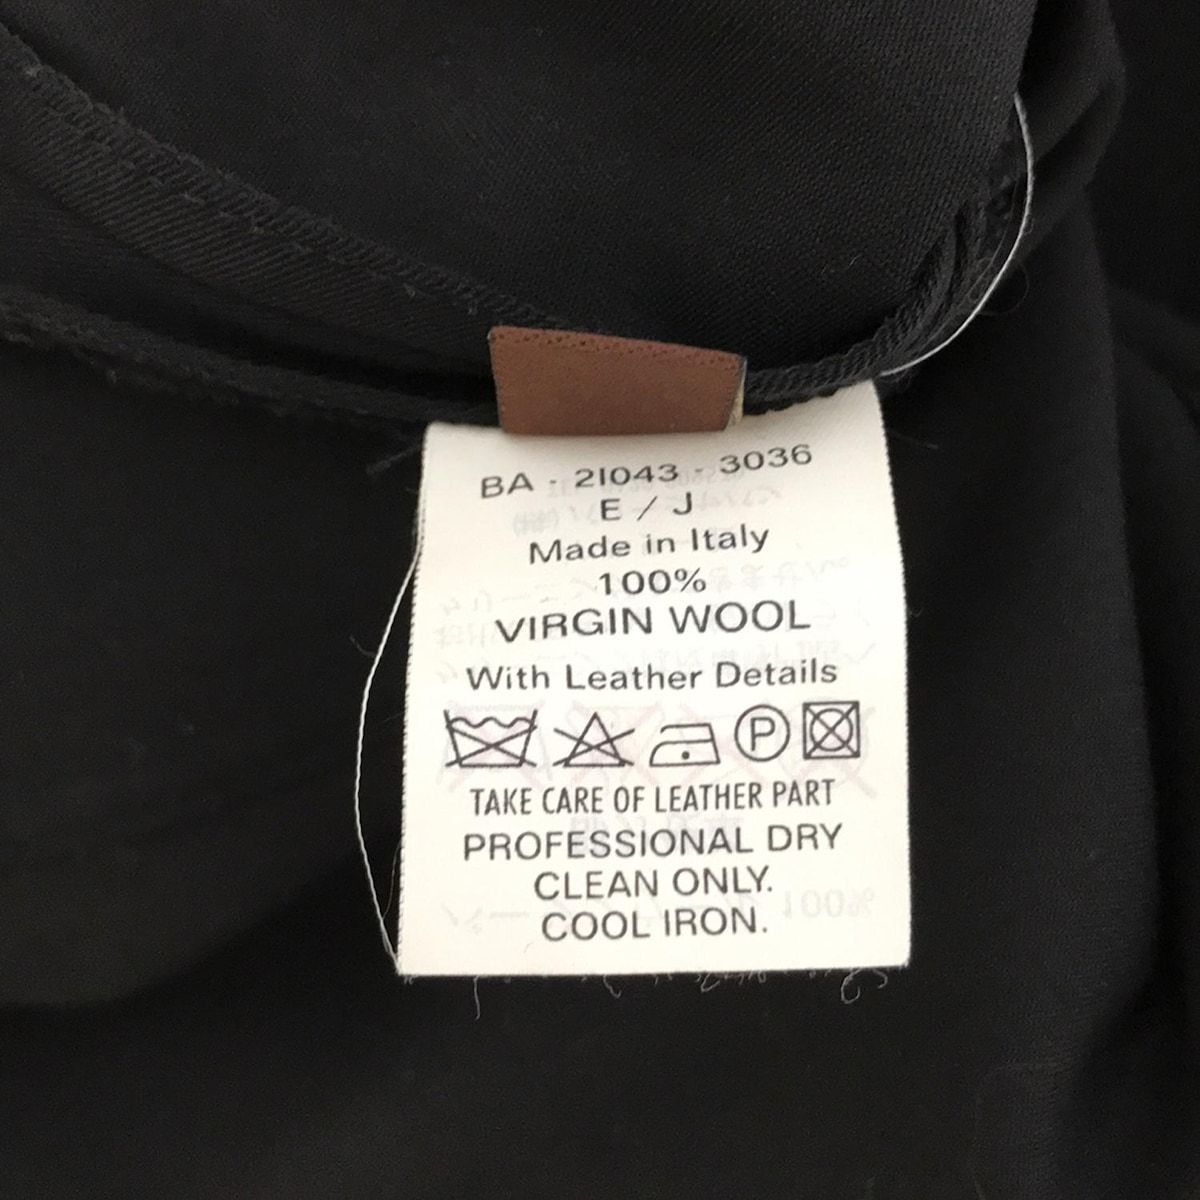 BA - 21043 - 3036
E / J
Made in Italy
100%
VIRGIN WOOL
With Leather Details
P
TAKE CARE OF LEATHER PART
PROFESSIONAL DRY
CLEAN ONLY.
COOL IRON.